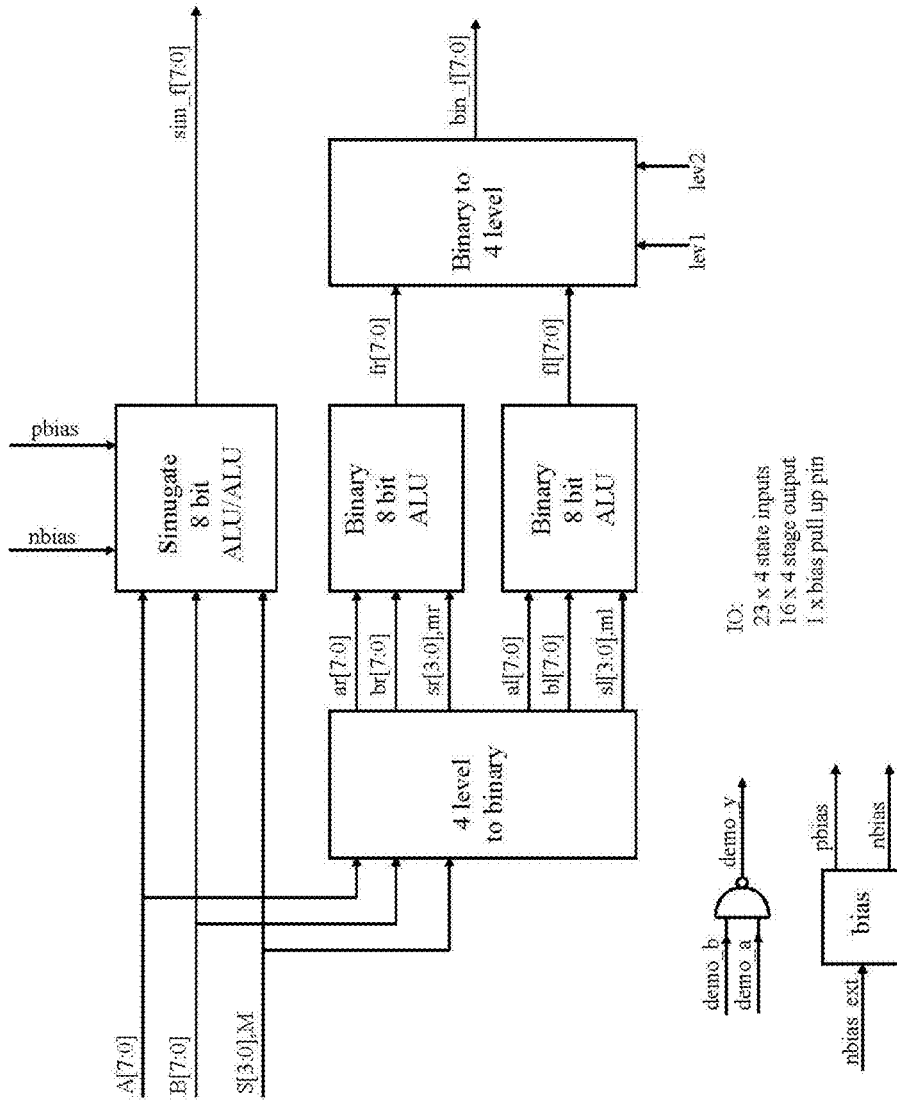 A[7:0]
B[7:0]
S[3:0],M
nbias
pbias
Simugate
8 bit
ALU/ALU
sim_f[7:0]
4 level
to binary
ar[7:0]
br[7:0]
sr[3:0],mr
al[7:0]
bl[7:0]
sl[3:0],ml
Binary
8 bit
ALU
Binary
8 bit
ALU
fr[7:0]
fl[7:0]
Binary to
4 level
bin_f[7:0]
lev1
lev2
demo_b
demo_a
demo_y
nbias_ext
bias
pbias
nbias
IO:
23 x 4 state inputs
16 x 4 stage output
1 x bias pull up pin